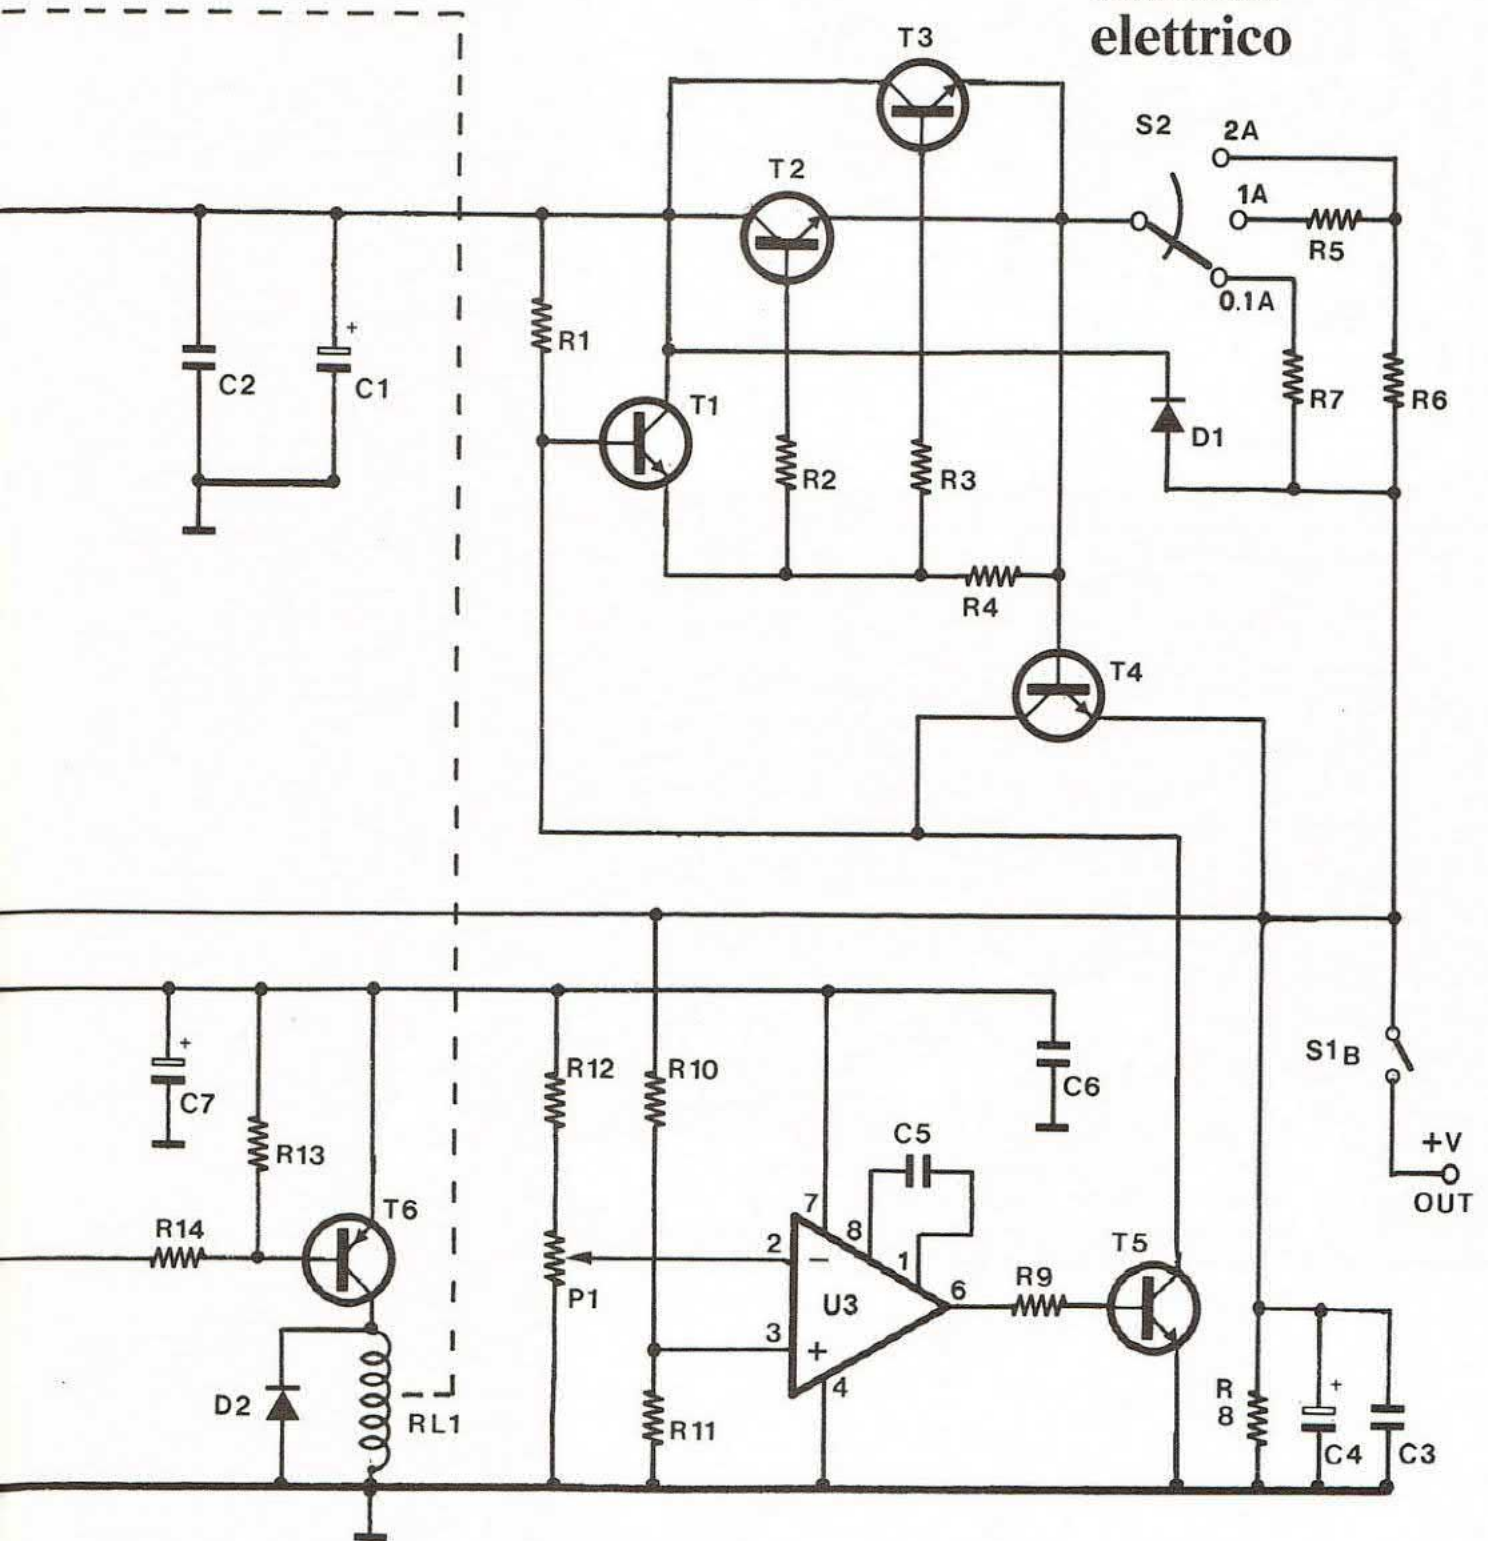 elettrico
T3
S2
2A
T2
1A
R5
0.1A
R1
+
C2
C1
T1
R7
R6
D1
R2
R3
R4
T4
R12
R10
S1B
C6
+
C7
C5
+V
R13
OUT
T6
7
8
R14
2
−
1
T5
P1
U3
6
R9
3
+
4
D2
RL1
R11
R
8
+
C4
C3